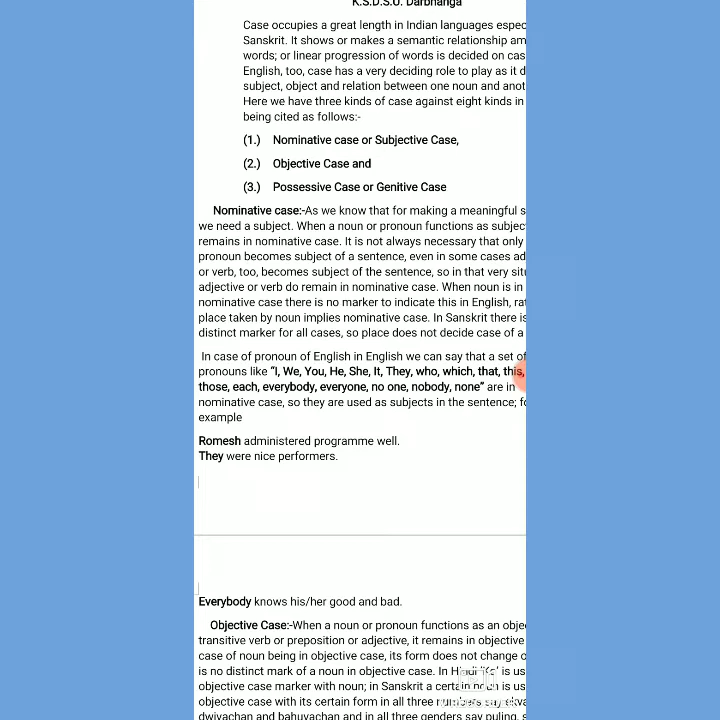 K.S.D.S.U. Darbhanga
Case occupies a great length in Indian languages espec
Sanskrit. It shows or makes a semantic relationship am
words; or linear progression of words is decided on cas
English, too, case has a very deciding role to play as it d
subject, object and relation between one noun and anot
Here we have three kinds of case against eight kinds in
being cited as follows:-
(1.) Nominative case or Subjective Case,
(2.) Objective Case and
(3.) Possessive Case or Genitive Case
Nominative case:-As we know that for making a meaningful s
we need a subject. When a noun or pronoun functions as subjec
remains in nominative case. It is not always necessary that only
pronoun becomes subject of a sentence, even in some cases ad
or verb, too, becomes subject of the sentence, so in that very sit
adjective or verb do remain in nominative case. When noun is in
nominative case there is no marker to indicate this in English, rat
place taken by noun implies nominative case. In Sanskrit there is
distinct marker for all cases, so place does not decide case of a
In case of pronoun of English in English we can say that a set of
pronouns like “I, We, You, He, She, It, They, who, which, that, this,
those, each, everybody, everyone, no one, nobody, none” are in
nominative case, so they are used as subjects in the sentence; fo
example
Romesh administered programme well.
They were nice performers.
Everybody knows his/her good and bad.
Objective Case:-When a noun or pronoun functions as an obje
transitive verb or preposition or adjective, it remains in objective
case of noun being in objective case, its form does not change o
is no distinct mark of a noun in objective case. In is us
objective case marker with noun; in Sanskrit a is us
objective case with its certain form in all three say
dwivachan and bahuvachan and in all three genders say puling, s